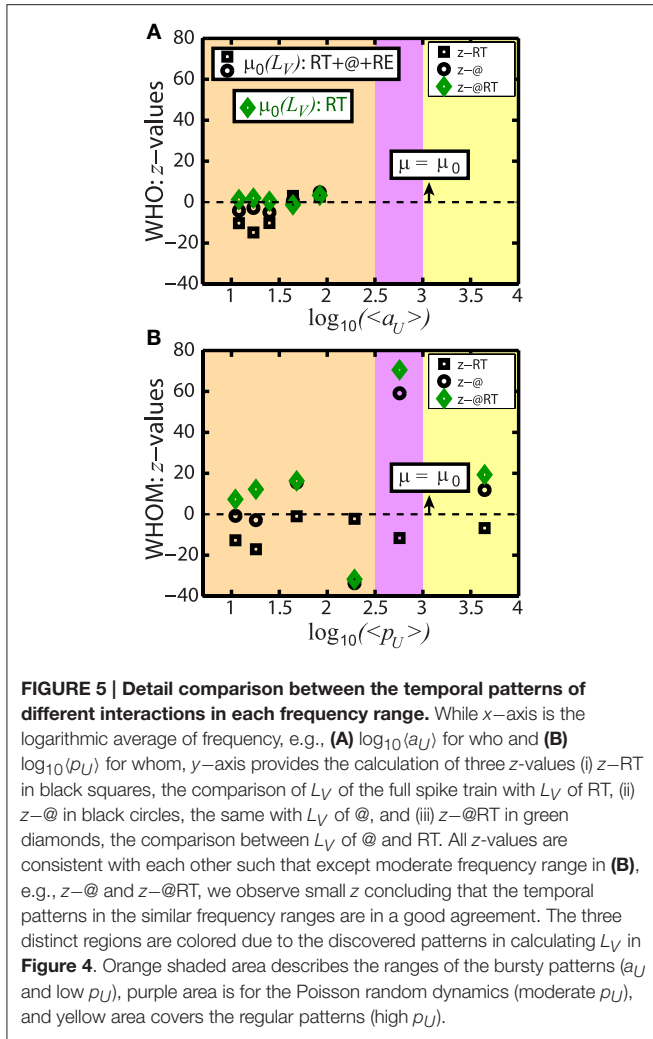 A
80
60
40
20
0
−20
−40
WHO: z−values
μ0(LV): RT+@+RE
μ0(LV): RT
z−RT
z−@
z−@RT
μ = μ0
1 1.5 2 2.5 3 3.5 4
log10(<aU>)
B
80
60
40
20
0
−20
−40
WHOM: z−values
z−RT
z−@
z−@RT
μ = μ0
1 1.5 2 2.5 3 3.5 4
log10(<pU>)
FIGURE 5 | Detail comparison between the temporal patterns of
different interactions in each frequency range. While x−axis is the
logarithmic average of frequency, e.g., (A) log10⟨aU⟩ for who and (B)
log10⟨pU⟩ for whom, y−axis provides the calculation of three z-values (i) z−RT
in black squares, the comparison of LV of the full spike train with LV of RT, (ii)
z−@ in black circles, the same with LV of @, and (iii) z−@RT in green
diamonds, the comparison between LV of @ and RT. All z-values are
consistent with each other such that except moderate frequency range in (B),
e.g., z−@ and z−@RT, we observe small z concluding that the temporal
patterns in the similar frequency ranges are in a good agreement. The three
distinct regions are colored due to the discovered patterns in calculating LV in
Figure 4. Orange shaded area describes the ranges of the bursty patterns (aU
and low pU), purple area is for the Poisson random dynamics (moderate pU),
and yellow area covers the regular patterns (high pU).